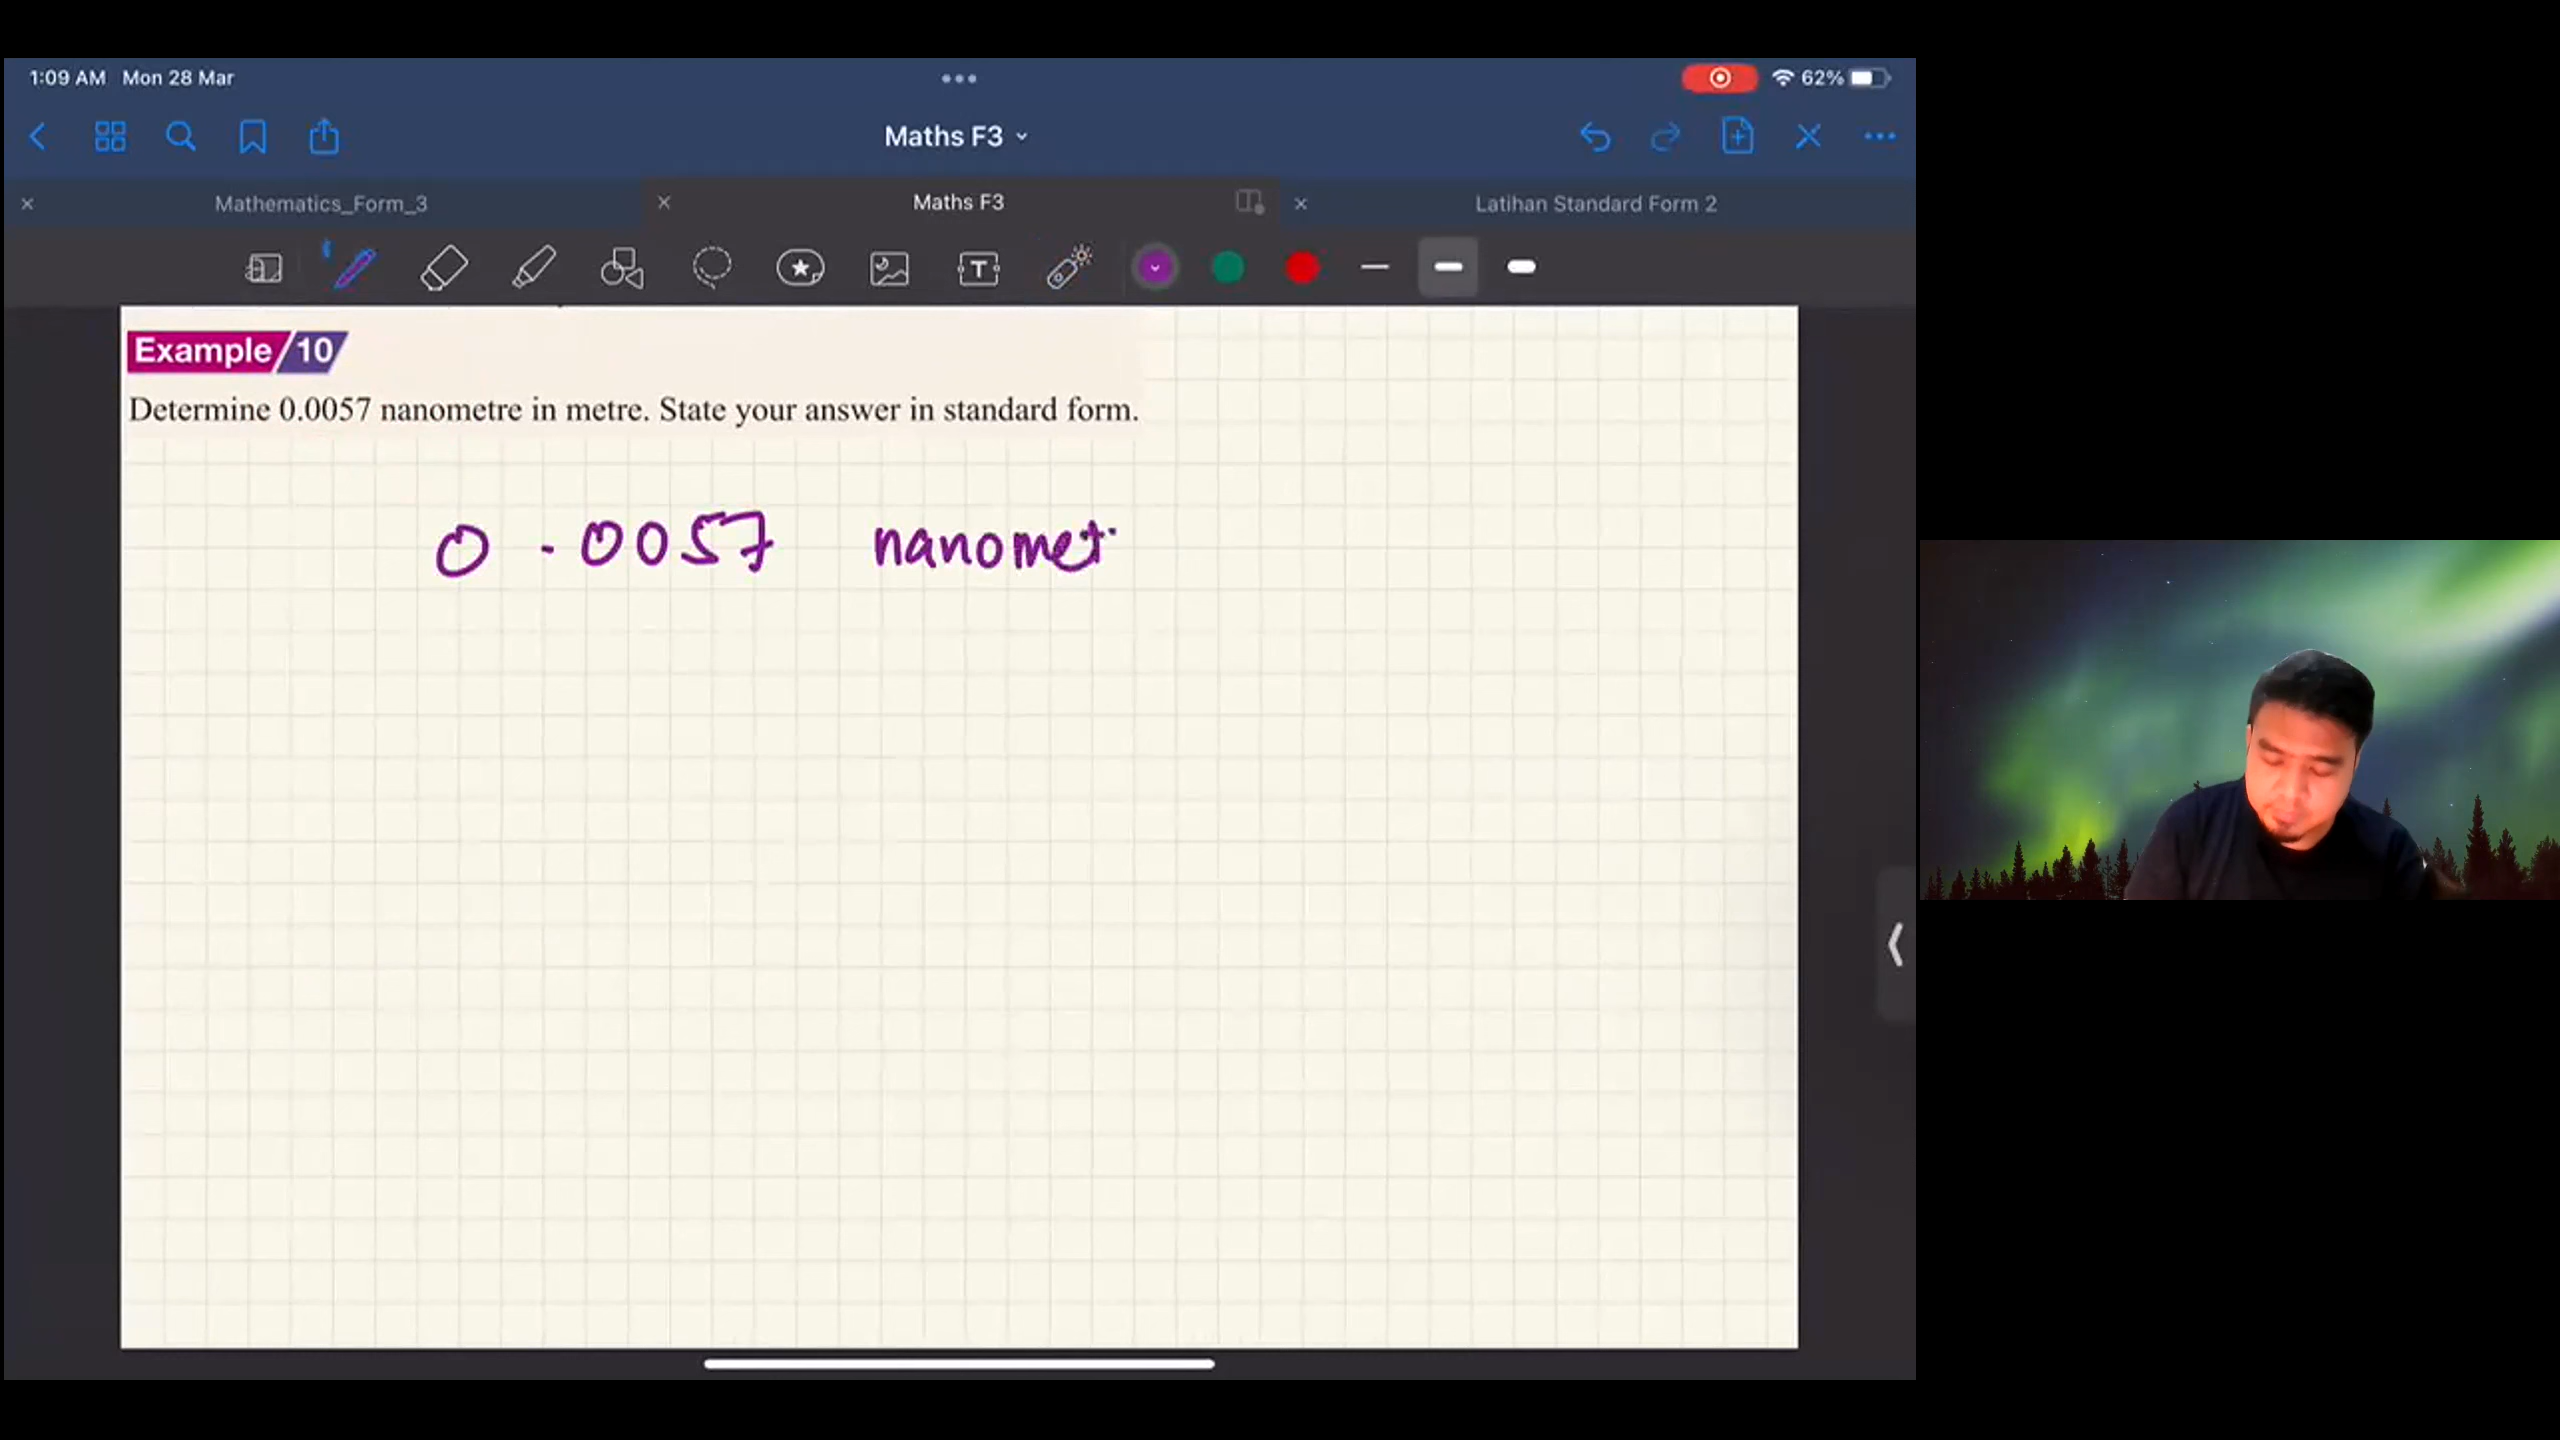 1:09 AM Mon 28 Mar
62%
Maths F3
Mathematics_Form_3
Maths F3
Latihan Standard Form 2
Example 10
Determine 0.0057 nanometre in metre. State your answer in standard form.
0.0057 nanomet